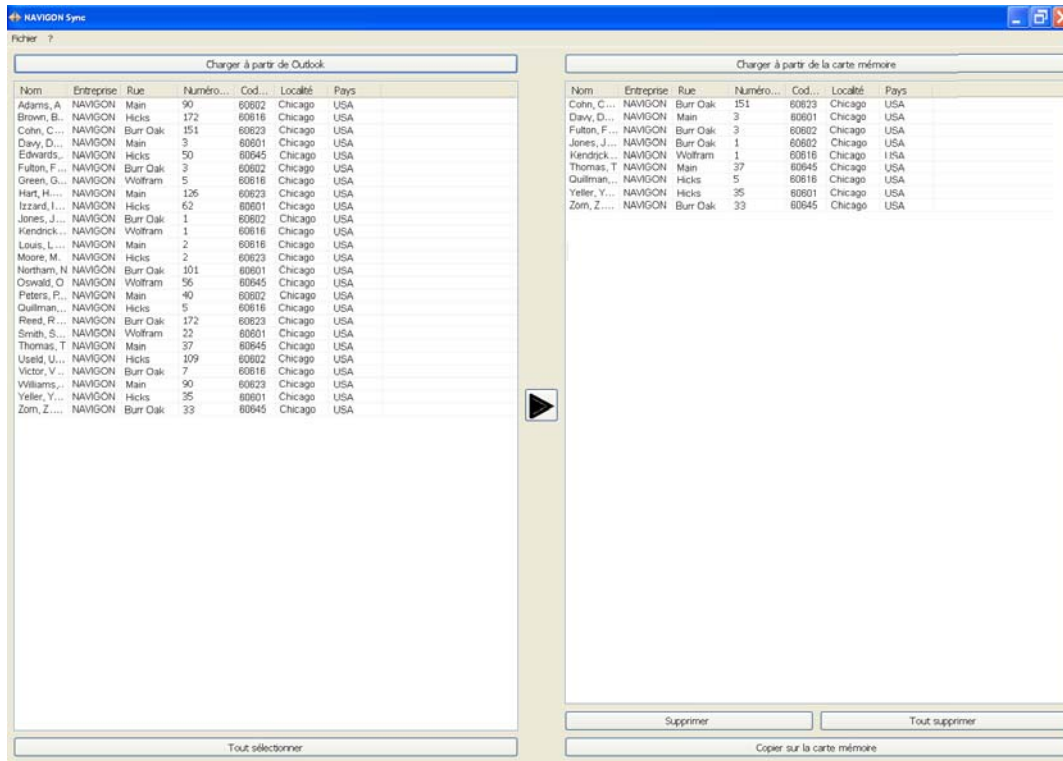 NAVIGON Sync
Fichier ?
Charger à partir de Outlook
Nom Entreprise Rue Numéro... Cod... Localité Pays
Adams, A NAVIGON Main 90 60602 Chicago USA
Brown, B.. NAVIGON Hicks 172 60616 Chicago USA
Cohn, C... NAVIGON Burr Oak 151 60623 Chicago USA
Davy, D... NAVIGON Main 3 60601 Chicago USA
Edwards,.. NAVIGON Hicks 50 60645 Chicago USA
Fulton, F... NAVIGON Burr Oak 3 60602 Chicago USA
Green, G... NAVIGON Wolfram 5 60616 Chicago USA
Hart, H.... NAVIGON Main 126 60623 Chicago USA
Izzard, I... NAVIGON Hicks 62 60601 Chicago USA
Jones, J... NAVIGON Burr Oak 1 60602 Chicago USA
Kendrick... NAVIGON Wolfram 1 60616 Chicago USA
Louis, L ... NAVIGON Main 2 60616 Chicago USA
Moore, M. NAVIGON Hicks 2 60623 Chicago USA
Northam, N NAVIGON Burr Oak 101 60601 Chicago USA
Oswald, O NAVIGON Wolfram 56 60645 Chicago USA
Peters, P... NAVIGON Main 40 60602 Chicago USA
Quillman,... NAVIGON Hicks 5 60616 Chicago USA
Reed, R ... NAVIGON Burr Oak 172 60623 Chicago USA
Smith, S... NAVIGON Wolfram 22 60601 Chicago USA
Thomas, T NAVIGON Main 37 60645 Chicago USA
Useld, U... NAVIGON Hicks 109 60602 Chicago USA
Victor, V .. NAVIGON Burr Oak 7 60616 Chicago USA
Williams,.. NAVIGON Main 90 60623 Chicago USA
Yeller, Y... NAVIGON Hicks 35 60601 Chicago USA
Zorn, Z.... NAVIGON Burr Oak 33 60645 Chicago USA
Tout sélectionner
Charger à partir de la carte mémoire
Nom Entreprise Rue Numéro... Cod... Localité Pays
Cohn, C... NAVIGON Burr Oak 151 60623 Chicago USA
Davy, D... NAVIGON Main 3 60601 Chicago USA
Fulton, F... NAVIGON Burr Oak 3 60602 Chicago USA
Jones, J... NAVIGON Burr Oak 1 60602 Chicago USA
Kendrick... NAVIGON Wolfram 1 60616 Chicago USA
Thomas, T NAVIGON Main 37 60645 Chicago USA
Quillman,... NAVIGON Hicks 5 60616 Chicago USA
Yeller, Y... NAVIGON Hicks 35 60601 Chicago USA
Zorn, Z.... NAVIGON Burr Oak 33 60645 Chicago USA
Supprimer
Tout supprimer
Copier sur la carte mémoire